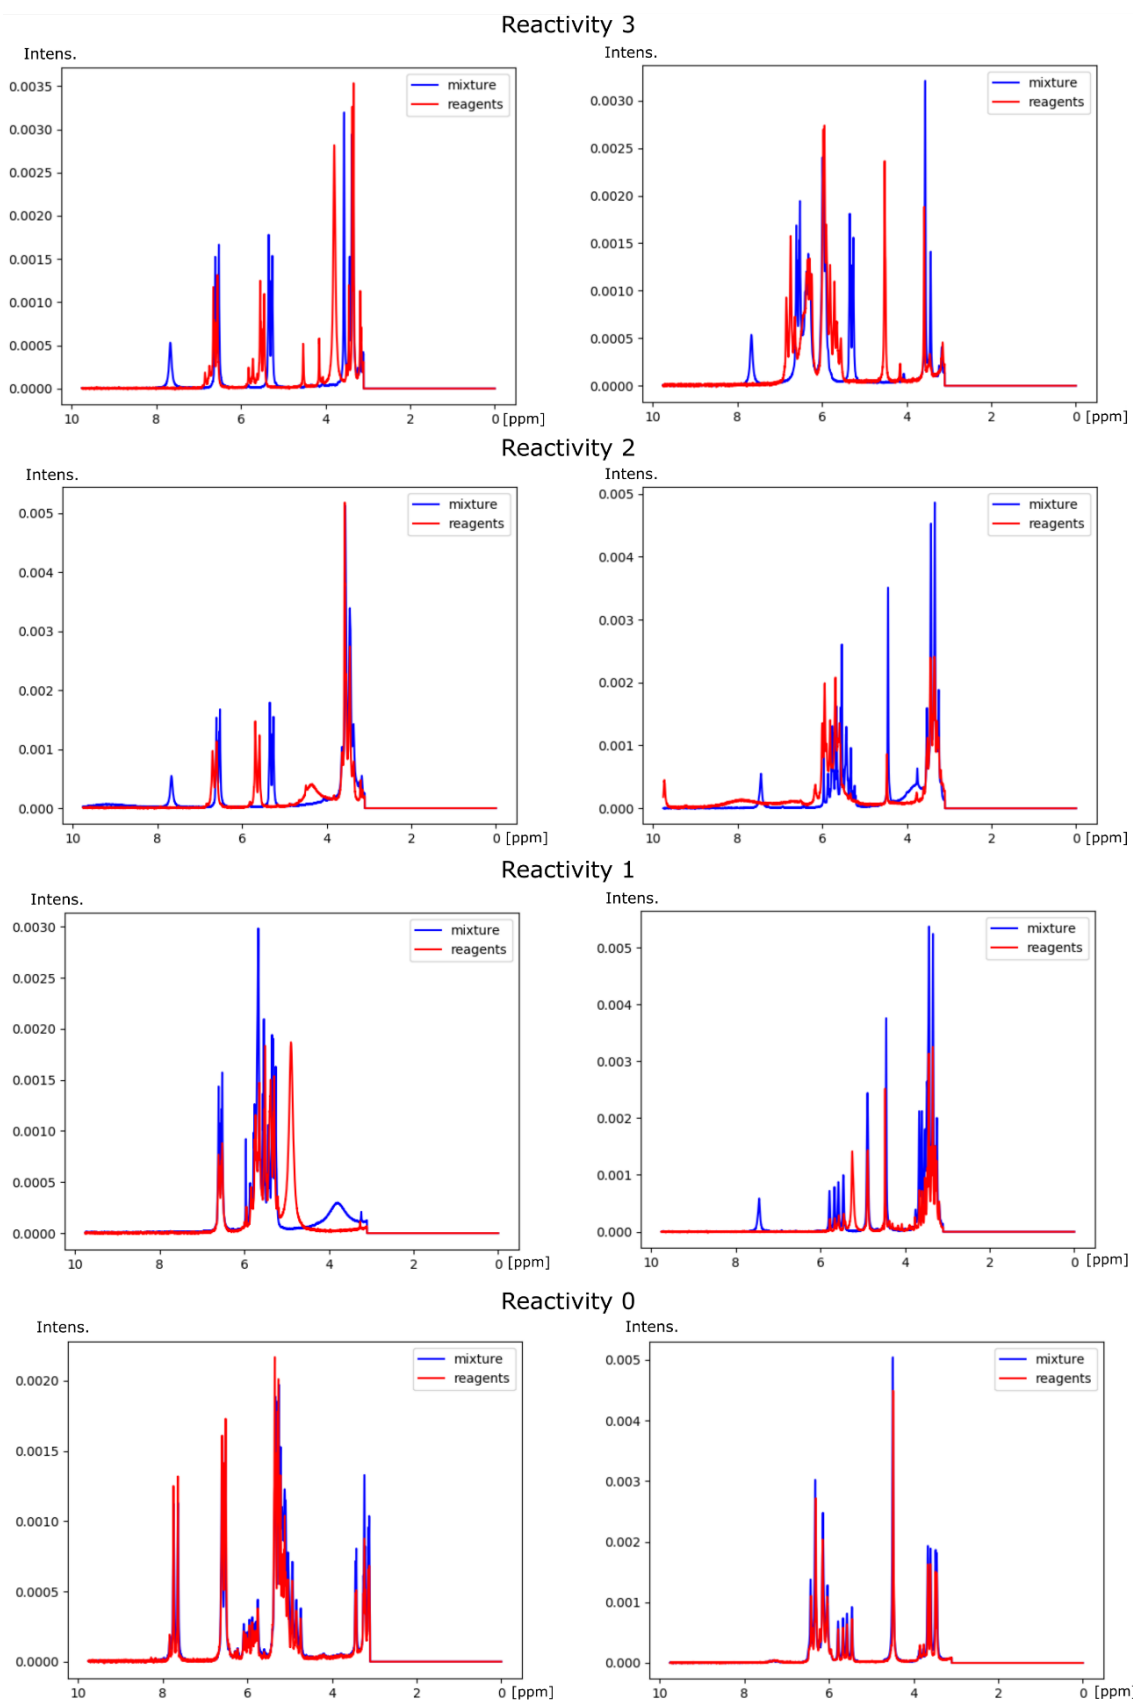 Reactivity 3
Intens.
Intens.
mixture
reagents
mixture
reagents
0.0035
0.0030
0.0025
0.0020
0.0015
0.0010
0.0005
0.0000
0.0030
0.0025
0.0020
0.0015
0.0010
0.0005
0.0000
10 8 6 4 2 0 [ppm]
10 8 6 4 2 0 [ppm]
Reactivity 2
Intens.
Intens.
mixture
reagents
mixture
reagents
0.005
0.004
0.003
0.002
0.001
0.000
0.005
0.004
0.003
0.002
0.001
0.000
10 8 6 4 2 0 [ppm]
10 8 6 4 2 0 [ppm]
Reactivity 1
Intens.
Intens.
mixture
reagents
mixture
reagents
0.0030
0.0025
0.0020
0.0015
0.0010
0.0005
0.0000
0.005
0.004
0.003
0.002
0.001
0.000
10 8 6 4 2 0 [ppm]
10 8 6 4 2 0 [ppm]
Reactivity 0
Intens.
Intens.
mixture
reagents
mixture
reagents
0.0020
0.0015
0.0010
0.0005
0.0000
0.005
0.004
0.003
0.002
0.001
0.000
10 8 6 4 2 0 [ppm]
10 8 6 4 2 0 [ppm]